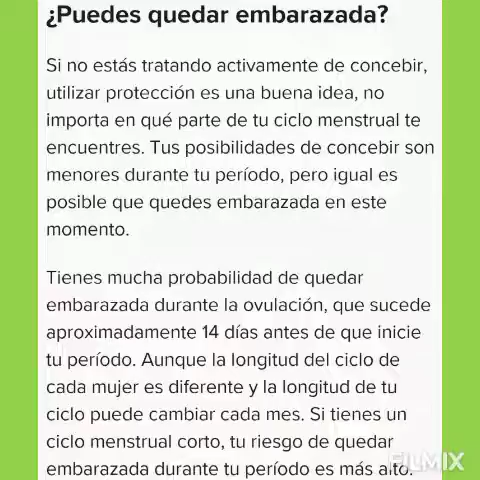 ¿Puedes quedar embarazada?
Si no estás tratando activamente de concebir,
utilizar protección es una buena idea, no
importa en qué parte de tu ciclo menstrual te
encuentres. Tus posibilidades de concebir son
menores durante tu período, pero igual es
posible que quedes embarazada en este
momento.
Tienes mucha probabilidad de quedar
embarazada durante la ovulación, que sucede
aproximadamente 14 días antes de que inicie
tu período. Aunque la longitud del ciclo de
cada mujer es diferente y la longitud de tu
ciclo puede cambiar cada mes. Si tienes un
ciclo menstrual corto, tu riesgo de quedar
embarazada durante tu período es más alto.
FILMIX